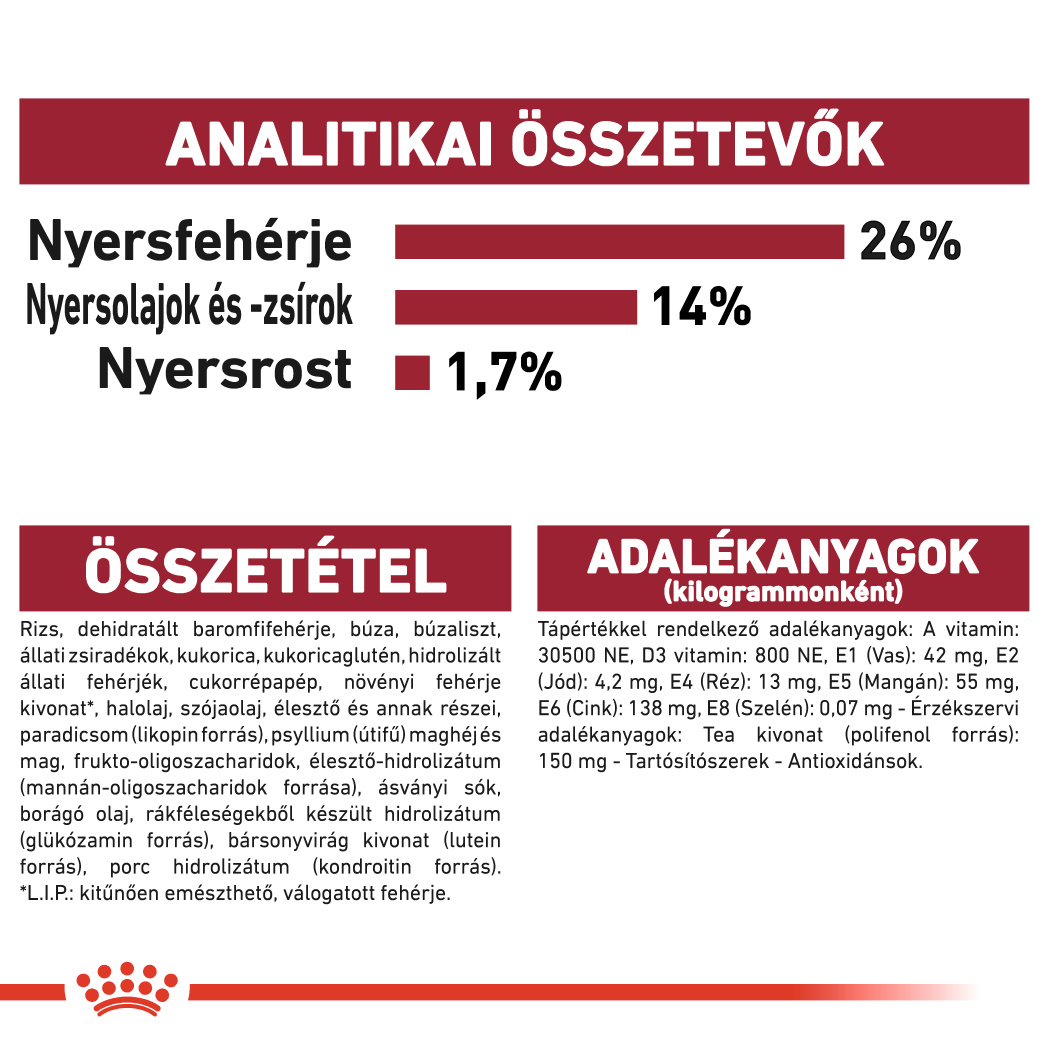 ANALITIKAI ÖSSZETEVŐK
Nyersfehérje 26%
Nyersolajok és -zsírok 14%
Nyersrost 1,7%
ÖSSZETÉTEL
Rizs, dehidratált baromfifehérje, búza, búzaliszt,
állati zsiradékok, kukorica, kukoricaglutén, hidrolizált
állati fehérjék, cukorrépapép, növényi fehérje
kivonat*, halolaj, szójaolaj, élesztő és annak részei,
paradicsom (likopin forrás), psyllium (útifű) maghéj és
mag, frukto-oligoszacharidok, élesztő-hidrolizátum
(mannán-oligoszacharidok forrása), ásványi sók,
borágó olaj, rákféleségekből készült hidrolizátum
(glükózamin forrás), bársonyvirág kivonat (lutein
forrás), porc hidrolizátum (kondroitin forrás).
*L.I.P.: kitűnően emészthető, válogatott fehérje.
ADALÉKANYAGOK
(kilogrammonként)
Tápértékkel rendelkező adalékanyagok: A vitamin:
30500 NE, D3 vitamin: 800 NE, E1 (Vas): 42 mg, E2
(Jód): 4,2 mg, E4 (Réz): 13 mg, E5 (Mangán): 55 mg,
E6 (Cink): 138 mg, E8 (Szelén): 0,07 mg - Érzékszervi
adalékanyagok: Tea kivonat (polifenol forrás):
150 mg - Tartósítószerek - Antioxidánsok.